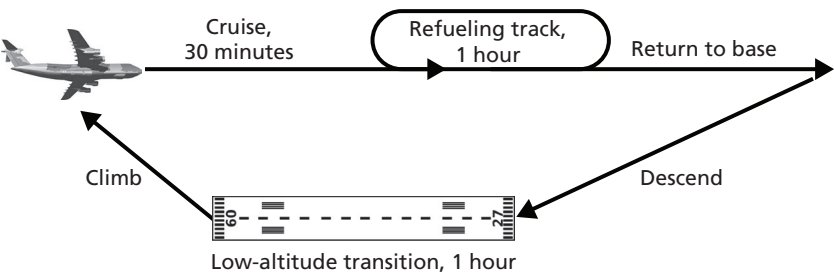 Cruise,
30 minutes
Refueling track,
1 hour
Return to base
Climb
Descend
09
27
Low-altitude transition, 1 hour